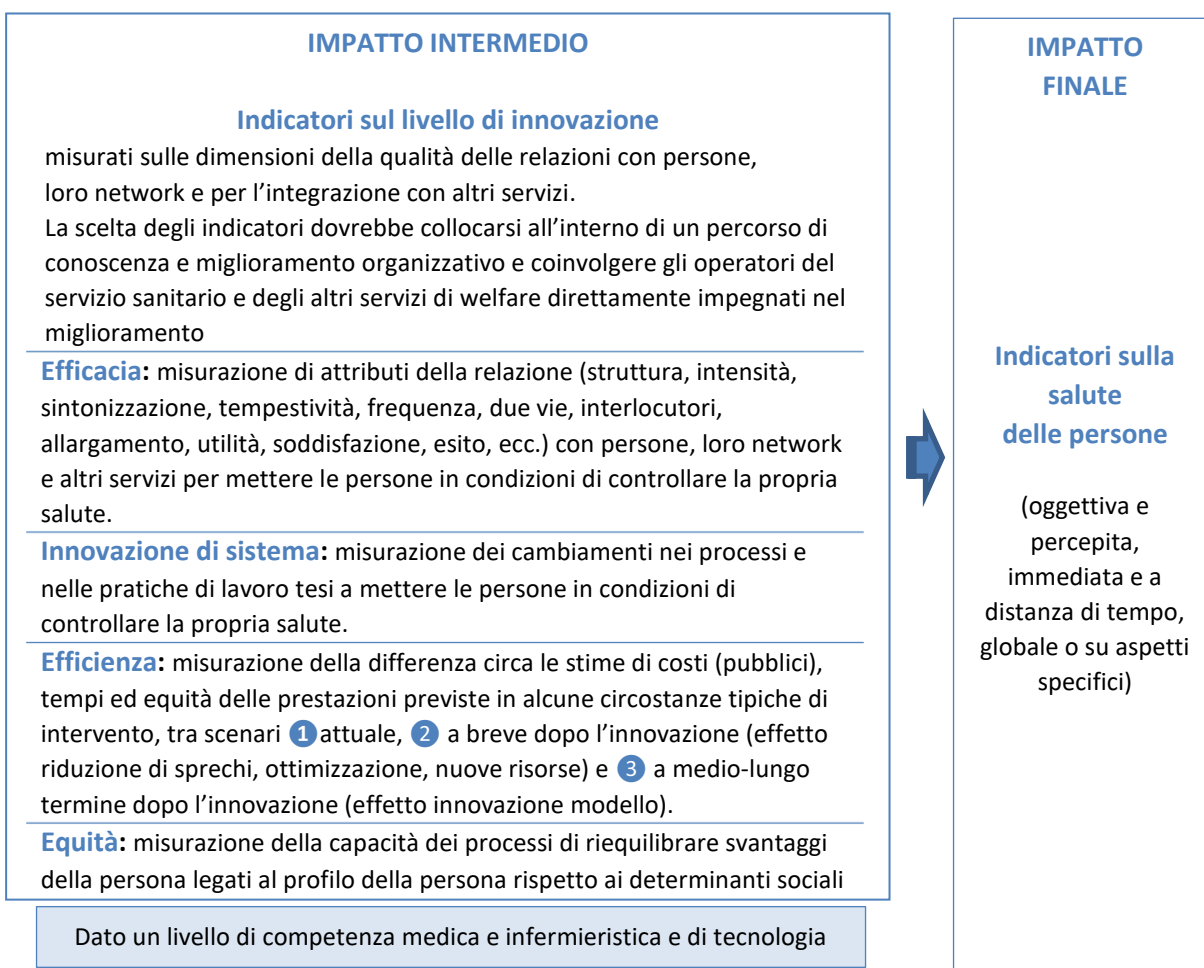 IMPATTO INTERMEDIO
Indicatori sul livello di innovazione
misurati sulle dimensioni della qualità delle relazioni con persone,
loro network e per l'integrazione con altri servizi.
La scelta degli indicatori dovrebbe collocarsi all'interno di un percorso di
conoscenza e miglioramento organizzativo e coinvolgere gli operatori del
servizio sanitario e degli altri servizi di welfare direttamente impegnati nel
miglioramento
Efficacia: misurazione di attributi della relazione (struttura, intensità,
sintonizzazione, tempestività, frequenza, due vie, interlocutori,
allargamento, utilità, soddisfazione, esito, ecc.) con persone, loro network
e altri servizi per mettere le persone in condizioni di controllare la propria
salute.
Innovazione di sistema: misurazione dei cambiamenti nei processi e
nelle pratiche di lavoro tesi a mettere le persone in condizioni di
controllare la propria salute.
Efficienza: misurazione della differenza circa le stime di costi (pubblici),
tempi ed equità delle prestazioni previste in alcune circostanze tipiche di
intervento, tra scenari ❶attuale, ❷ a breve dopo l'innovazione (effetto
riduzione di sprechi, ottimizzazione, nuove risorse) e ❸ a medio-lungo
termine dopo l'innovazione (effetto innovazione modello).
Equità: misurazione della capacità dei processi di riequilibrare svantaggi
della persona legati al profilo della persona rispetto ai determinanti sociali
Dato un livello di competenza medica e infermieristica e di tecnologia
IMPATTO
FINALE
Indicatori sulla
salute
delle persone
(oggettiva e
percepita,
immediata e a
distanza di tempo,
globale o su aspetti
specifici)